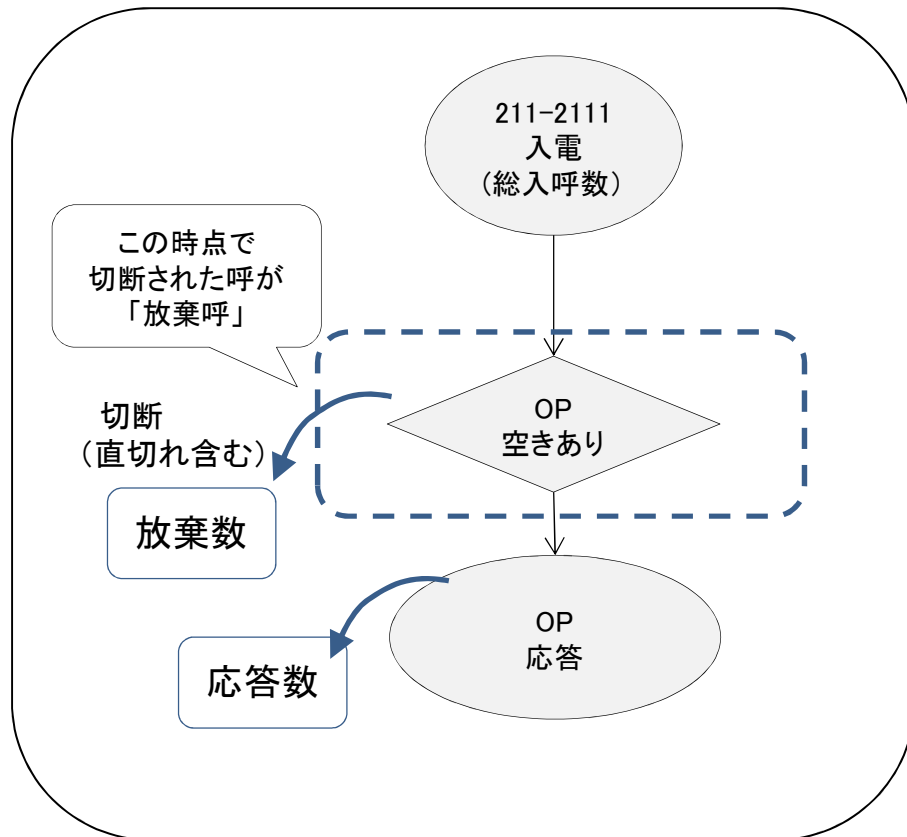 211-2111
入電
（総入呼数）
この時点で
切断された呼が
「放棄呼」
OP
空きあり
切断
（直切れ含む）
放棄数
OP
応答
応答数